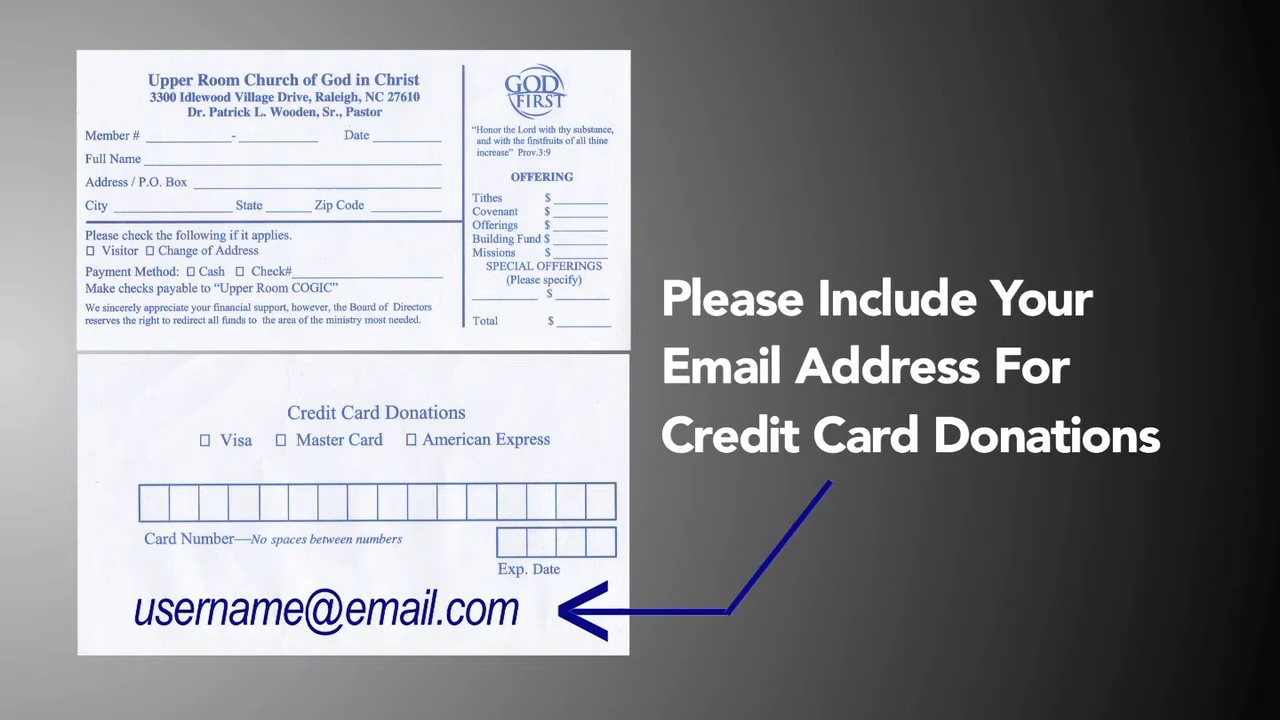 Upper Room Church of God in Christ
3300 Idlewood Village Drive, Raleigh, NC 27610
Dr. Patrick L. Wooden, Sr., Pastor
Member # - Date
Full Name
Address / P.O. Box
City State Zip Code
Please check the following if it applies.
☐ Visitor ☐ Change of Address
Payment Method: ☐ Cash ☐ Check#
Make checks payable to “Upper Room COGIC”
We sincerely appreciate your financial support, however, the Board of Directors
reserves the right to redirect all funds to the area of the ministry most needed.
GOD
FIRST
“Honor the Lord with thy substance,
and with the firstfruits of all thine
increase” Prov.3:9
OFFERING
Tithes $
Covenant $
Offerings $
Building Fund $
Missions $
SPECIAL OFFERINGS
(Please specify)
$
Total $
Credit Card Donations
☐ Visa ☐ Master Card ☐ American Express
Card Number—No spaces between numbers
Exp. Date
username@email.com
Please Include Your
Email Address For
Credit Card Donations